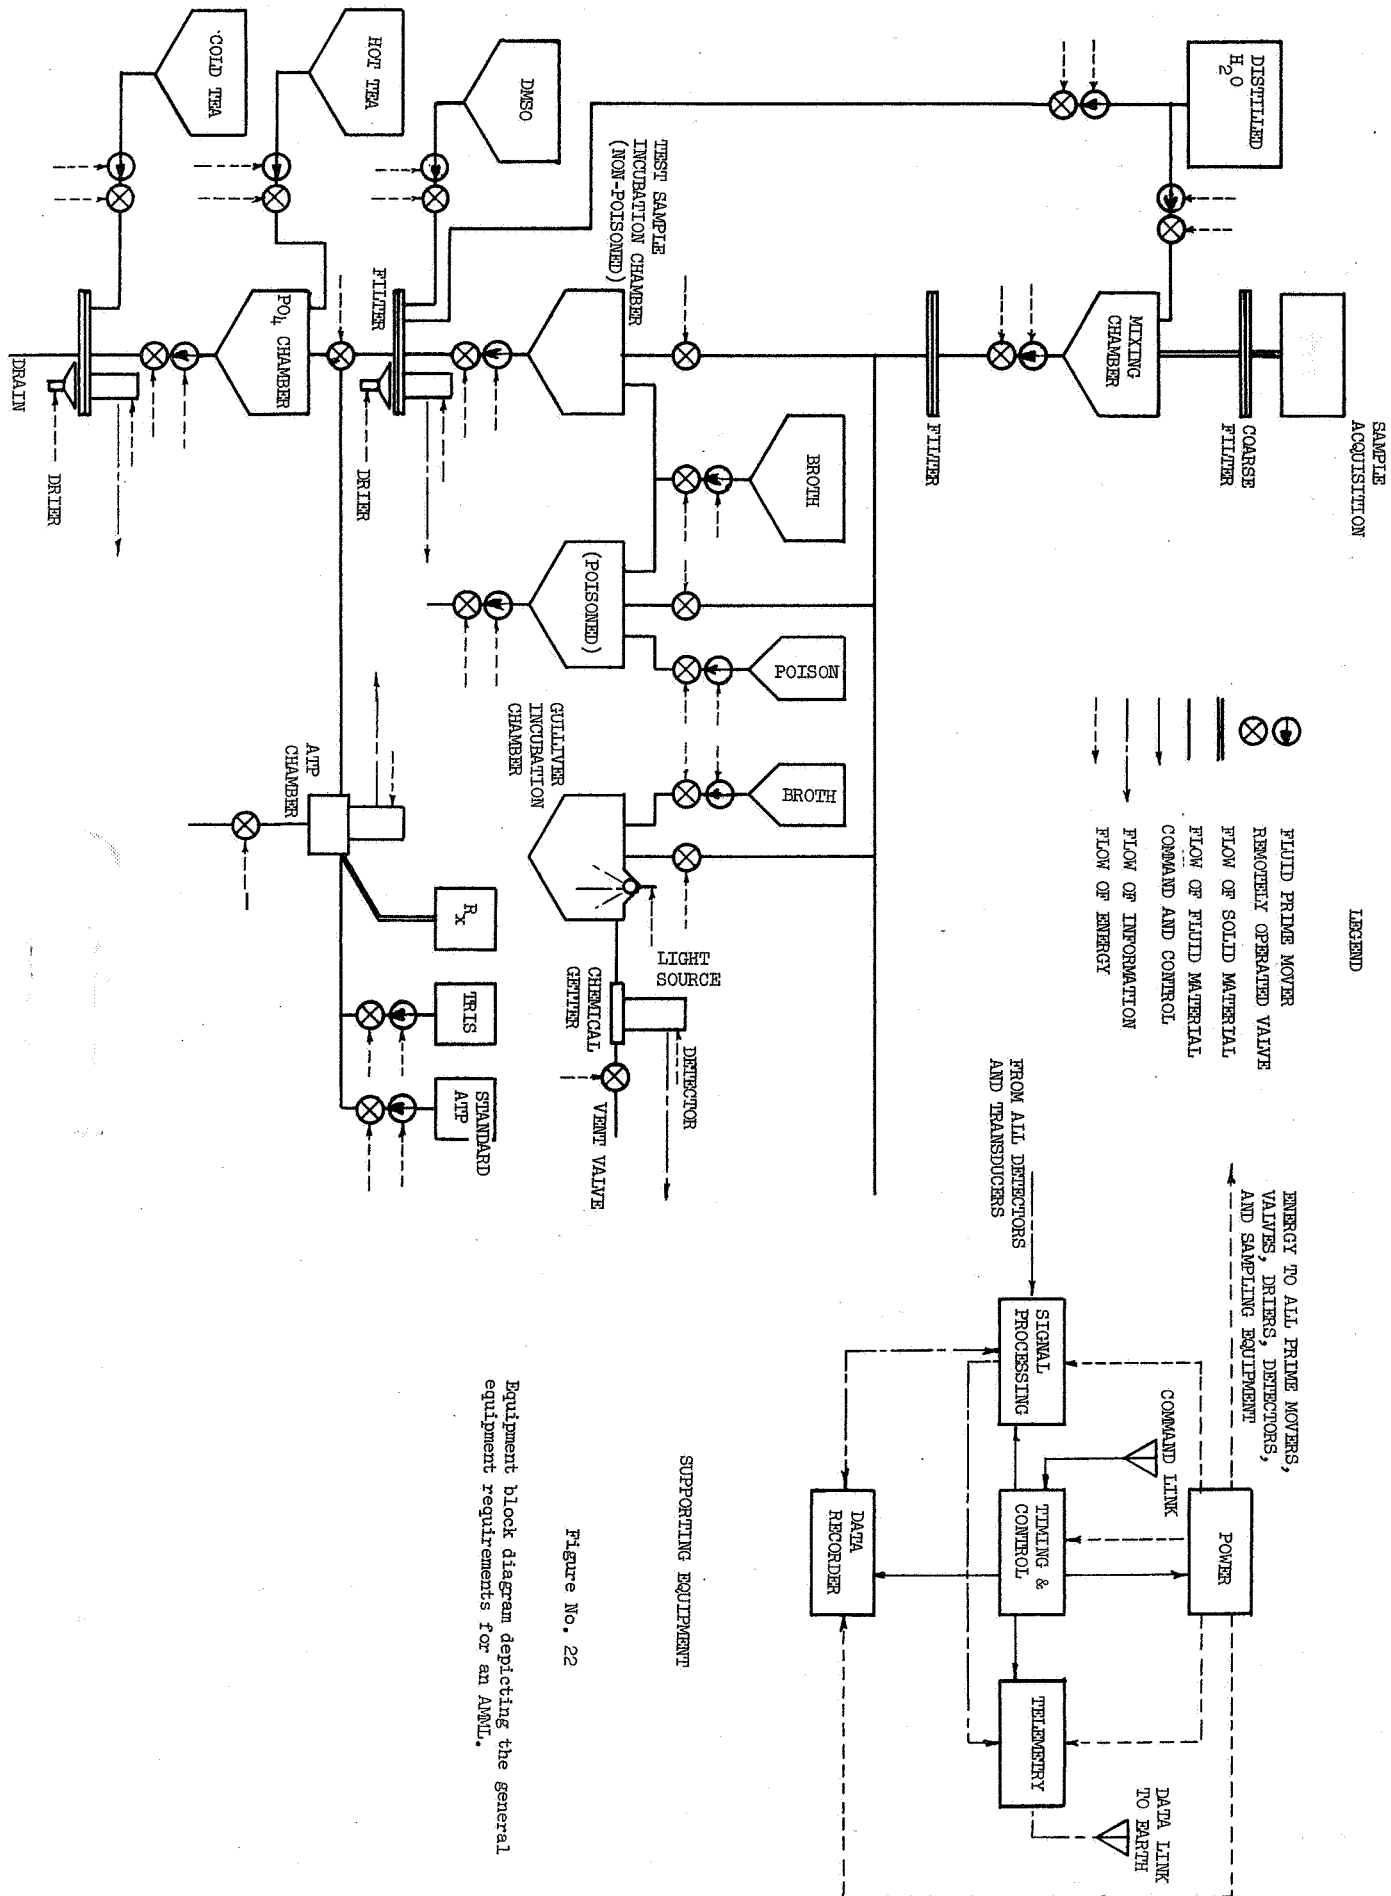 SAMPLE
ACQUISITION
COARSE
FILTER
DISTILLED
H2O
MIXING
CHAMBER
FILTER
BROTH
POISON
BROTH
TEST SAMPLE
INCUBATION CHAMBER
(NON-POISONED)
(POISONED)
GULLIVER
INCUBATION
CHAMBER
LIGHT
SOURCE
CHEMICAL
GETTER
DETECTOR
VENT VALVE
DMSO
FILTER
DRIER
HOT TEA
COLD TEA
PO4 CHAMBER
DRIER
DRAIN
ATP
CHAMBER
Rx
TRIS
STANDARD
ATP
LEGEND
FLUID PRIME MOVER
REMOTELY OPERATED VALVE
FLOW OF SOLID MATERIAL
FLOW OF FLUID MATERIAL
COMMAND AND CONTROL
FLOW OF INFORMATION
FLOW OF ENERGY
ENERGY TO ALL PRIME MOVERS,
VALVES, DRIERS, DETECTORS,
AND SAMPLING EQUIPMENT
POWER
COMMAND LINK
DATA LINK
TO EARTH
FROM ALL DETECTORS
AND TRANSDUCERS
SIGNAL
PROCESSING
TIMING &
CONTROL
TELEMETRY
DATA
RECORDER
SUPPORTING EQUIPMENT
Figure No. 22
Equipment block diagram depicting the general
equipment requirements for an AMML.